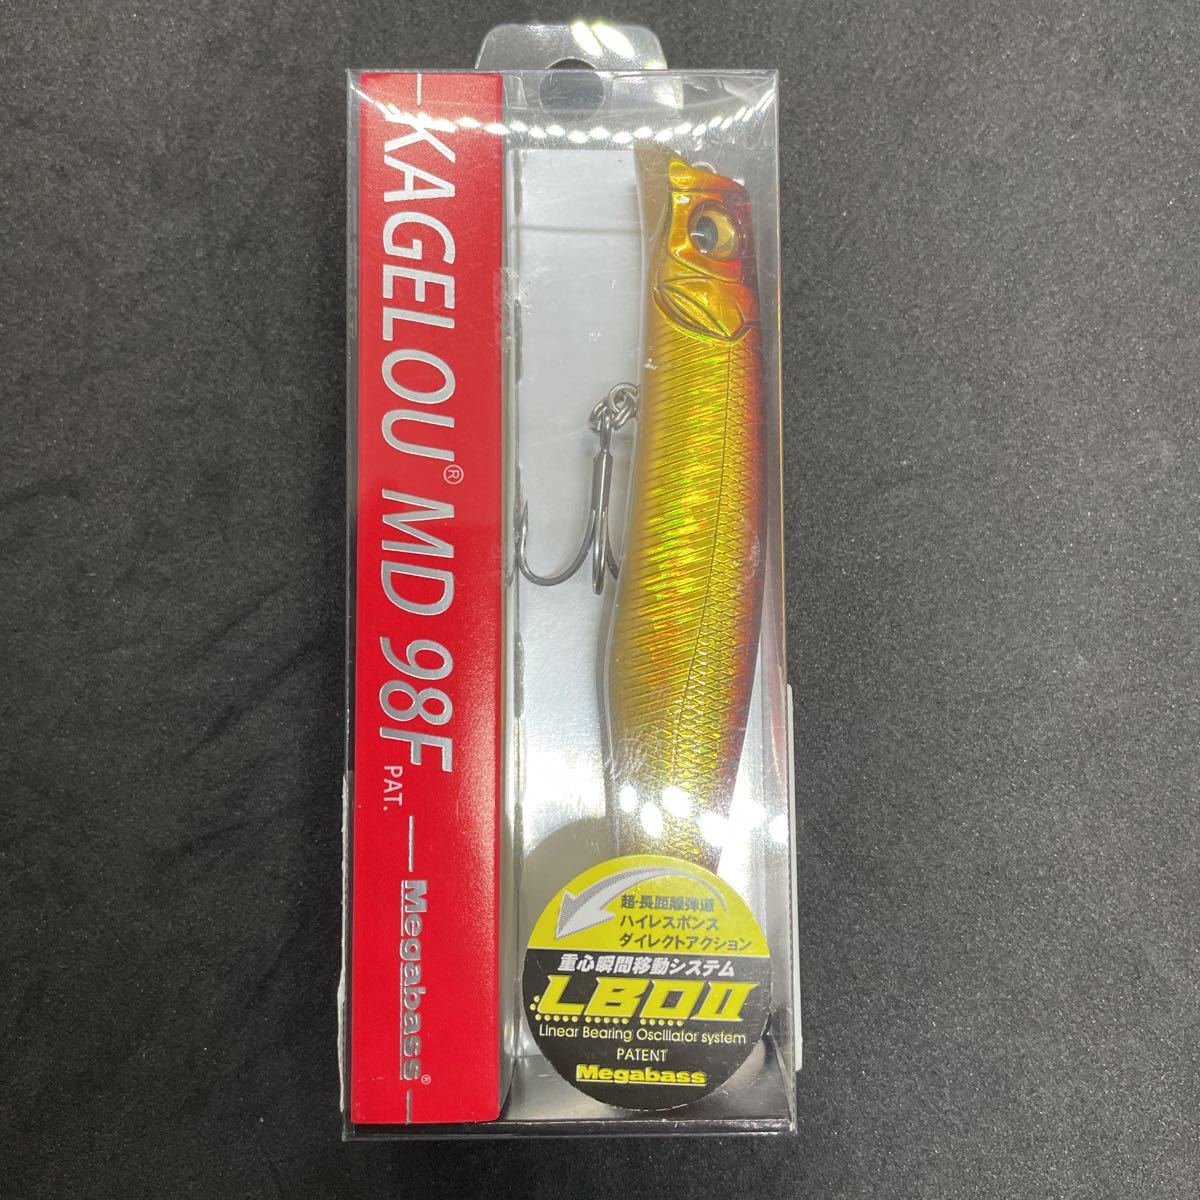 KAGELOU® MD 98F PAT.
Megabass®
超・長距離弾道
ハイレスポンス
ダイレクトアクション
重心瞬間移動システム
LBOII
Linear Bearing Oscillator system
PATENT
Megabass